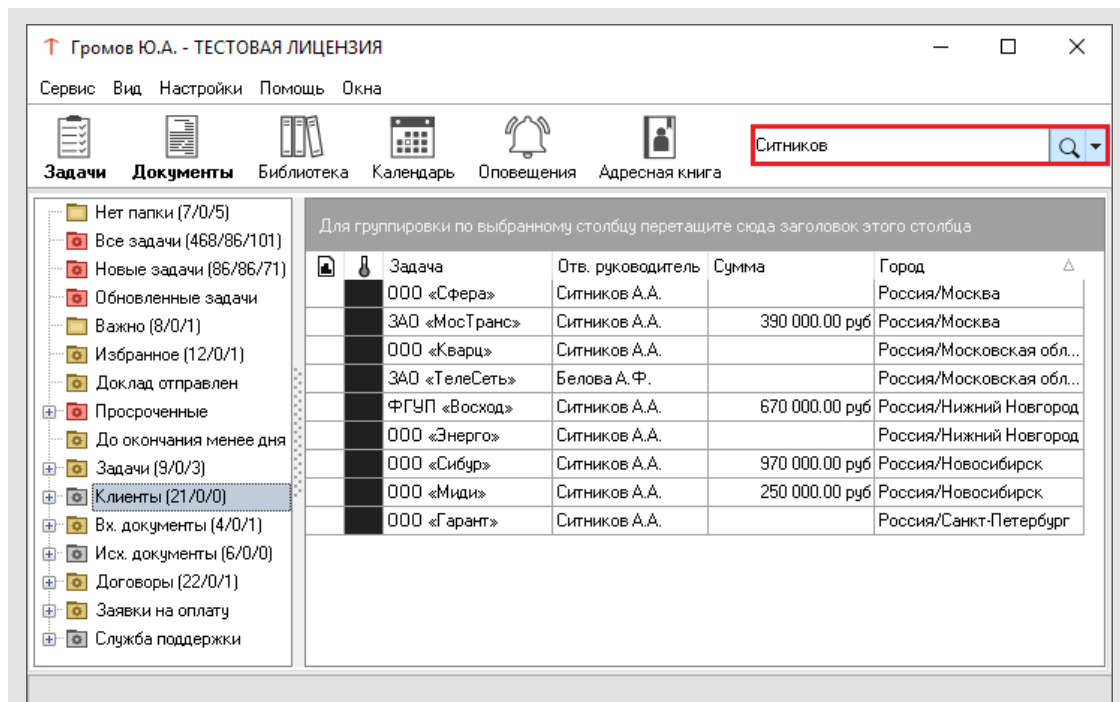 Громов Ю.А. - ТЕСТОВАЯ ЛИЦЕНЗИЯ
Сервис Вид Настройки Помощь Окна
Ситников
Задачи Документы Библиотека Календарь Оповещения Адресная книга
Нет папки (7/0/5)
Все задачи (468/86/101)
Новые задачи (86/86/71)
Обновленные задачи
Важно (8/0/1)
Избранное (12/0/1)
Доклад отправлен
Просроченные
До окончания менее дня
Задачи (9/0/3)
Клиенты (21/0/0)
Вх. документы (4/0/1)
Исх. документы (6/0/0)
Договоры (22/0/1)
Заявки на оплату
Служба поддержки
Для группировки по выбранному столбцу перетащите сюда заголовок этого столбца
Задача Отв. руководитель Сумма Город
ООО «Сфера» Ситников А.А. Россия/Москва
ЗАО «МосТранс» Ситников А.А. 390 000.00 руб Россия/Москва
ООО «Кварц» Ситников А.А. Россия/Московская обл...
ЗАО «ТелеСеть» Белова А.Ф. Россия/Московская обл...
ФГУП «Восход» Ситников А.А. 670 000.00 руб Россия/Нижний Новгород
ООО «Энерго» Ситников А.А. Россия/Нижний Новгород
ООО «Сибур» Ситников А.А. 970 000.00 руб Россия/Новосибирск
ООО «Миди» Ситников А.А. 250 000.00 руб Россия/Новосибирск
ООО «Гарант» Ситников А.А. Россия/Санкт-Петербург